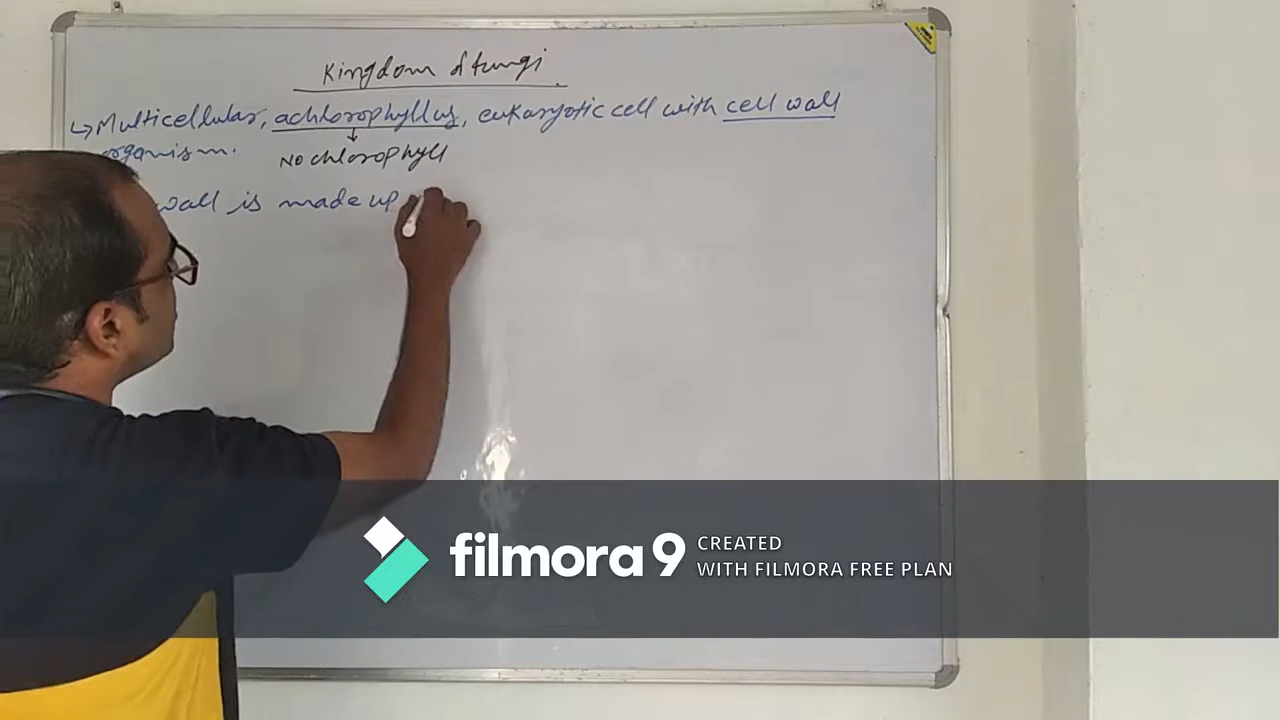 Kingdom of fungi
↳ Multicellular, achlorophyllus, eukaryotic cell with cell wall
organism.
↓
No chlorophyll
wall is made up
filmora 9
CREATED
WITH FILMORA FREE PLAN